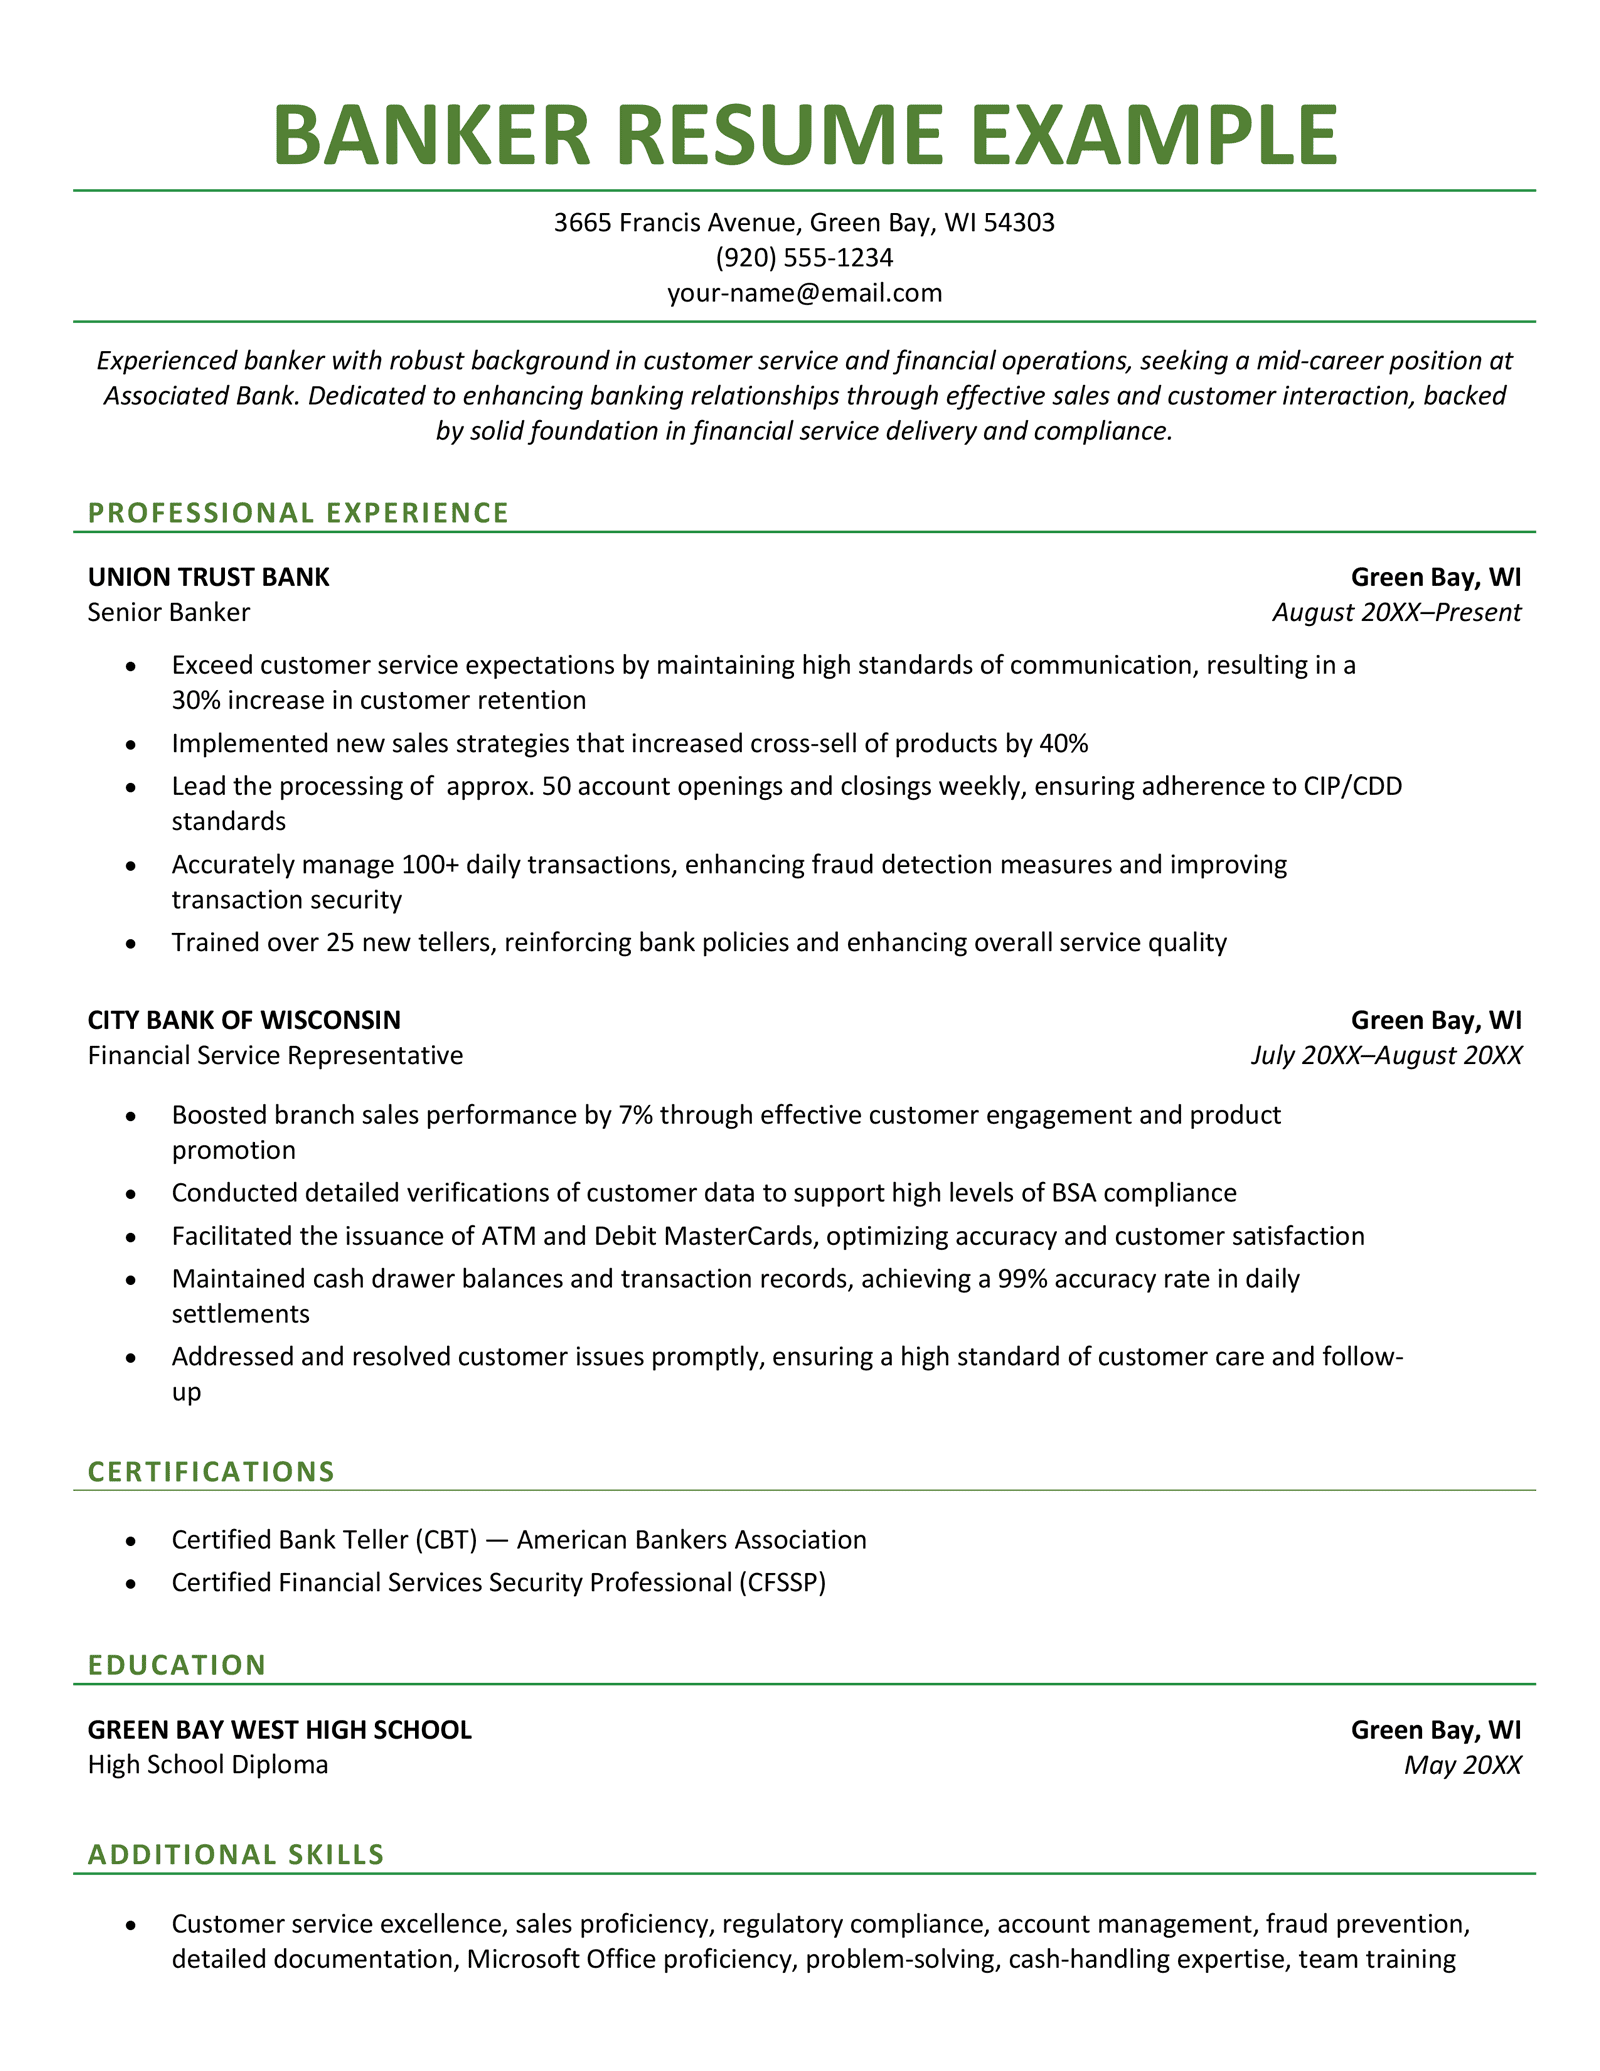 BANKER RESUME EXAMPLE
3665 Francis Avenue, Green Bay, WI 54303
(920) 555-1234
your-name@email.com
Experienced banker with robust background in customer service and financial operations, seeking a mid-career position at
Associated Bank. Dedicated to enhancing banking relationships through effective sales and customer interaction, backed
by solid foundation in financial service delivery and compliance.
PROFESSIONAL EXPERIENCE
UNION TRUST BANK Green Bay, WI
Senior Banker August 20XX–Present
• Exceed customer service expectations by maintaining high standards of communication, resulting in a
30% increase in customer retention
• Implemented new sales strategies that increased cross-sell of products by 40%
• Lead the processing of  approx. 50 account openings and closings weekly, ensuring adherence to CIP/CDD
standards
• Accurately manage 100+ daily transactions, enhancing fraud detection measures and improving
transaction security
• Trained over 25 new tellers, reinforcing bank policies and enhancing overall service quality
CITY BANK OF WISCONSIN Green Bay, WI
Financial Service Representative July 20XX–August 20XX
• Boosted branch sales performance by 7% through effective customer engagement and product
promotion
• Conducted detailed verifications of customer data to support high levels of BSA compliance
• Facilitated the issuance of ATM and Debit MasterCards, optimizing accuracy and customer satisfaction
• Maintained cash drawer balances and transaction records, achieving a 99% accuracy rate in daily
settlements
• Addressed and resolved customer issues promptly, ensuring a high standard of customer care and follow-
up
CERTIFICATIONS
• Certified Bank Teller (CBT) — American Bankers Association
• Certified Financial Services Security Professional (CFSSP)
EDUCATION
GREEN BAY WEST HIGH SCHOOL Green Bay, WI
High School Diploma May 20XX
ADDITIONAL SKILLS
• Customer service excellence, sales proficiency, regulatory compliance, account management, fraud prevention,
detailed documentation, Microsoft Office proficiency, problem-solving, cash-handling expertise, team training